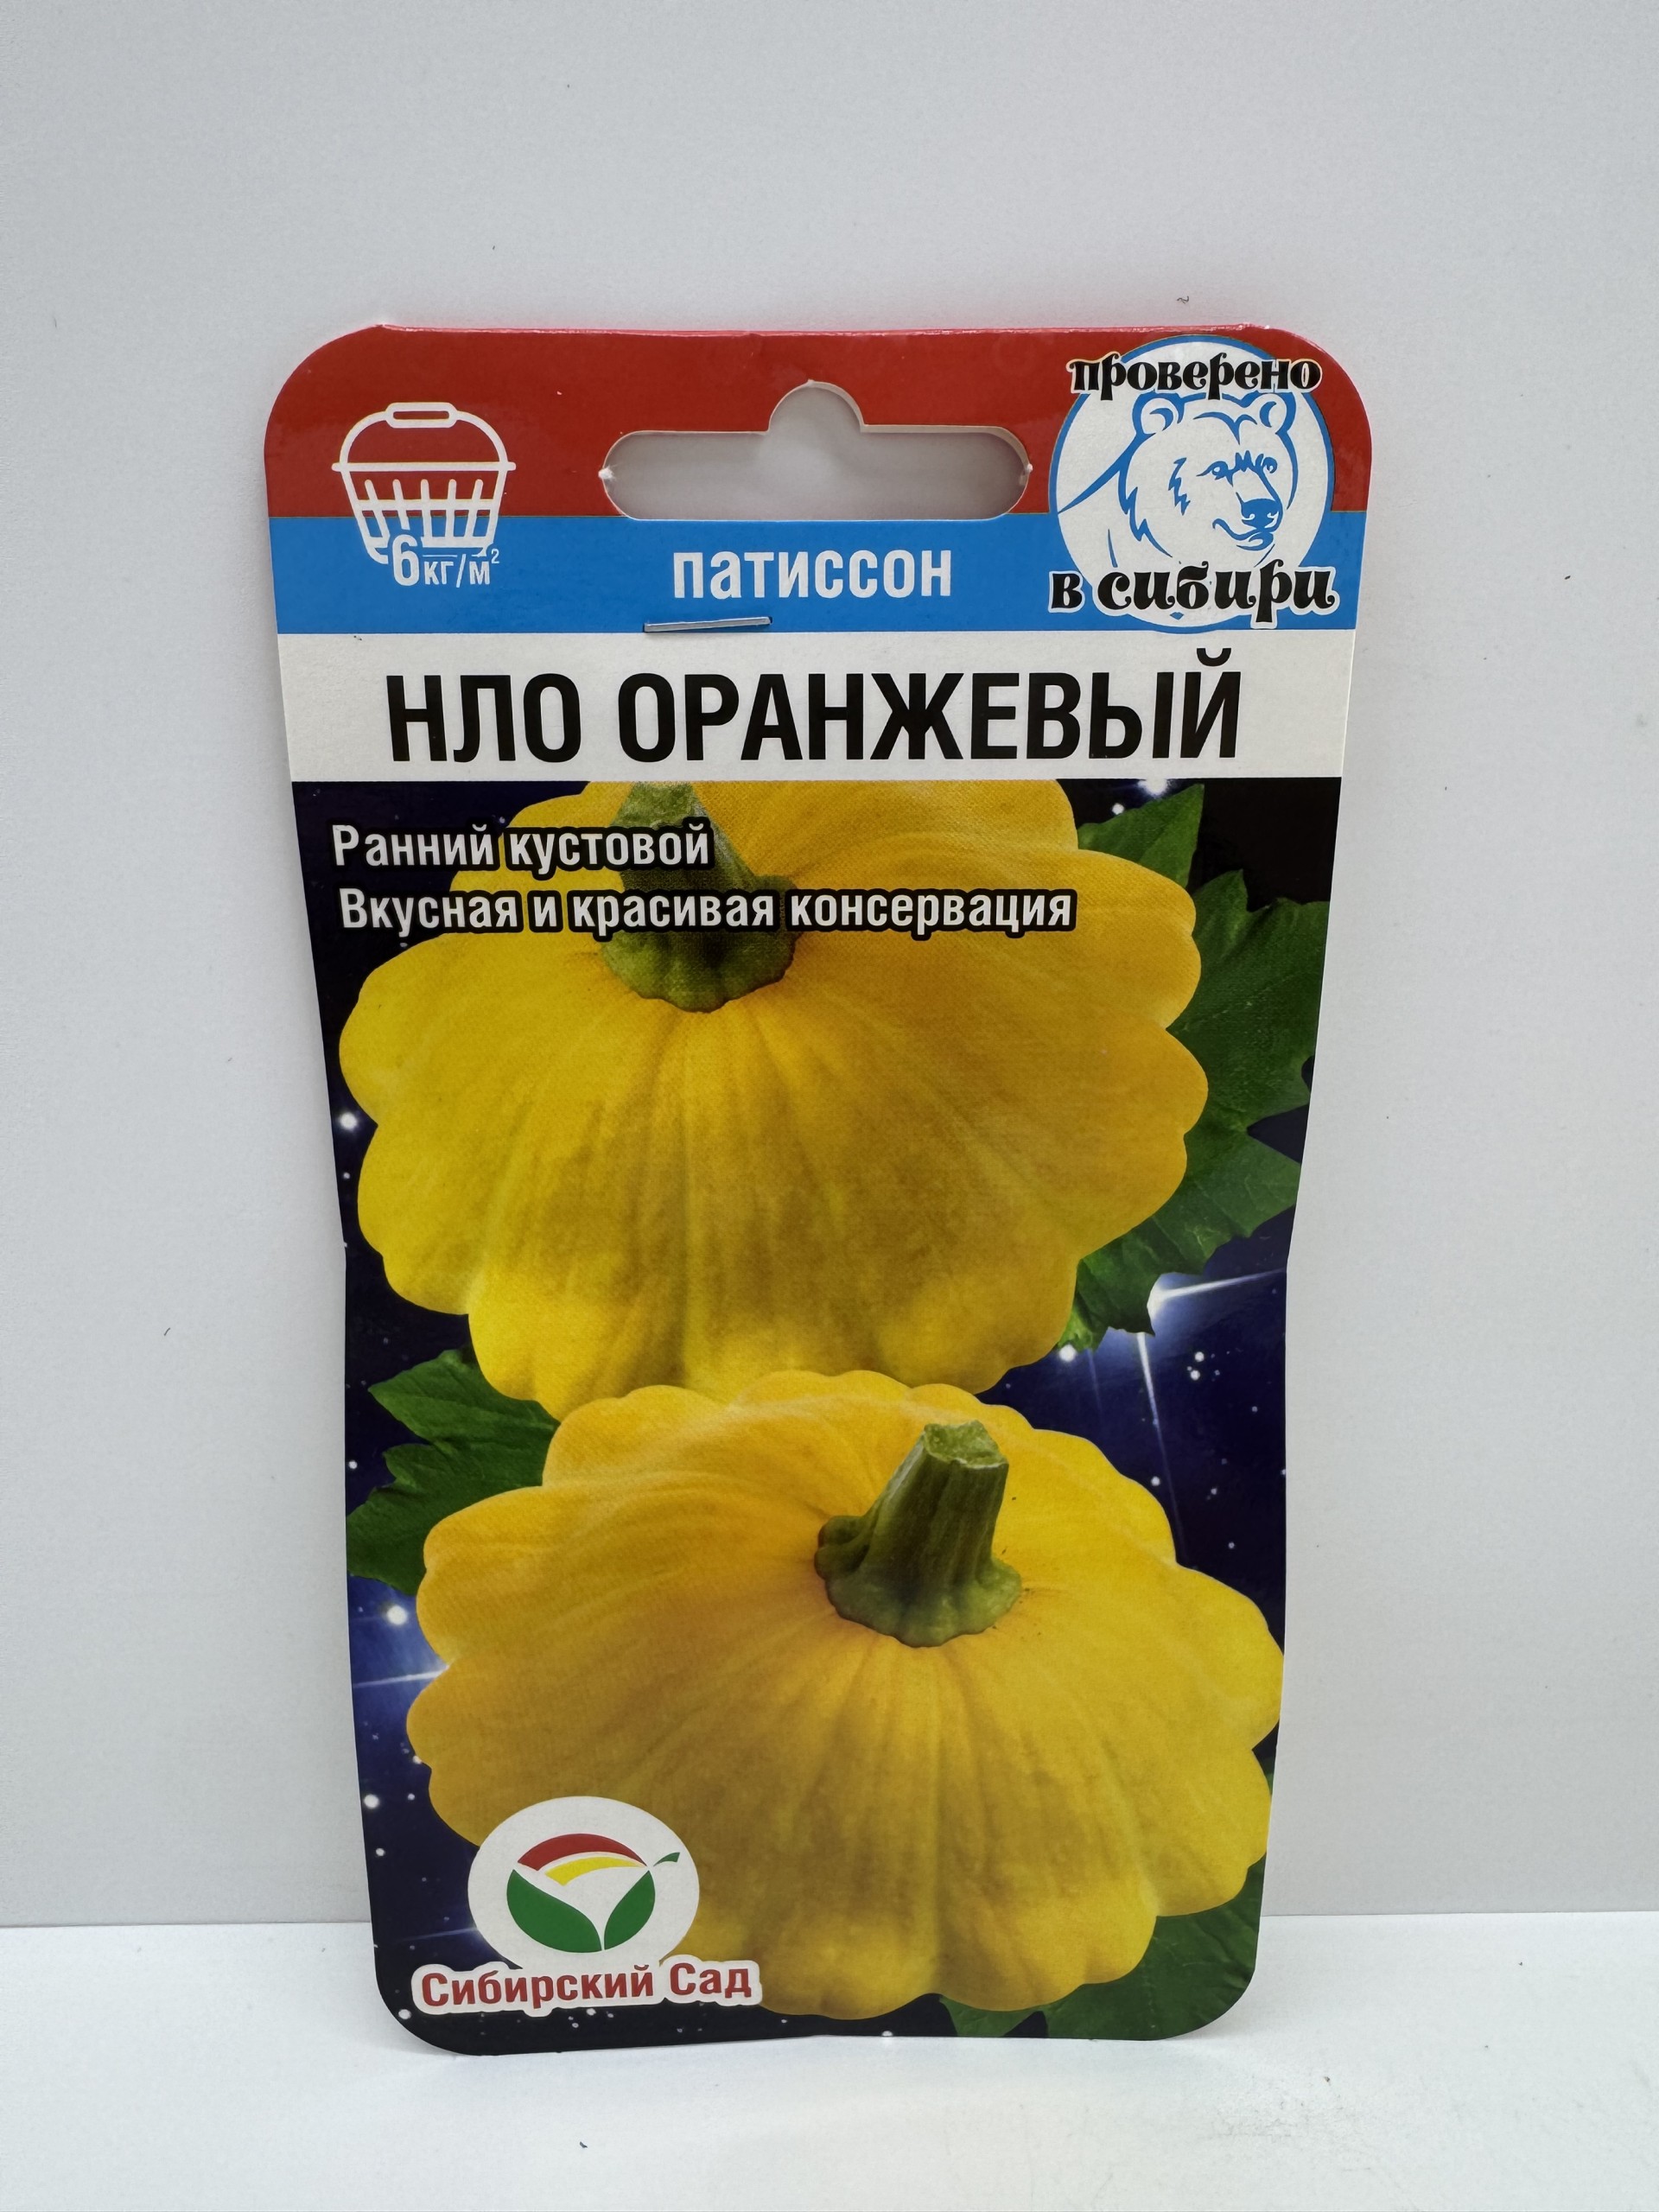 проверено
в сибири
6кг/м²
патиссон
НЛО ОРАНЖЕВЫЙ
Ранний кустовой
Вкусная и красивая консервация
Сибирский Сад